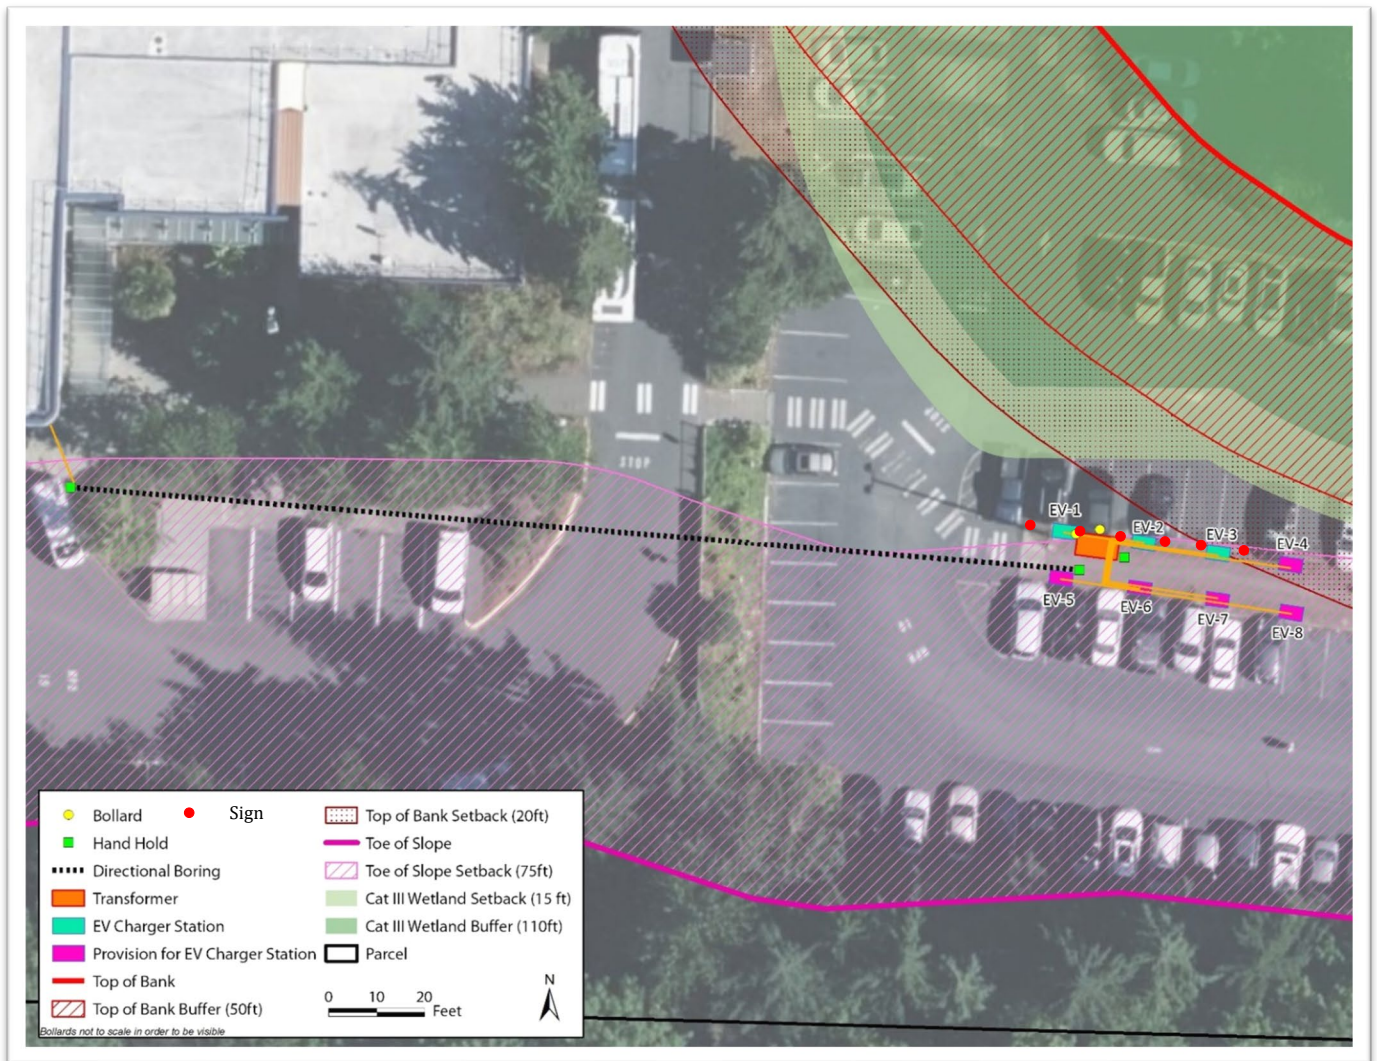 STOP
STOP
EV-1
EV-2
EV-3
EV-4
EV-5
EV-6
EV-7
EV-8
Bollard
Sign
Hand Hold
Directional Boring
Transformer
EV Charger Station
Provision for EV Charger Station
Top of Bank
Top of Bank Buffer (50ft)
Top of Bank Setback (20ft)
Toe of Slope
Toe of Slope Setback (75ft)
Cat III Wetland Setback (15 ft)
Cat III Wetland Buffer (110ft)
Parcel
0 10 20
Feet
N
Bollards not to scale in order to be visible